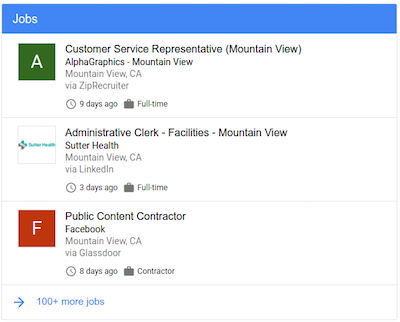 Jobs
A
Customer Service Representative (Mountain View)
AlphaGraphics - Mountain View
Mountain View, CA
via ZipRecruiter
9 days ago Full-time
Sutter Health
Administrative Clerk - Facilities - Mountain View
Sutter Health
Mountain View, CA
via LinkedIn
3 days ago Full-time
F
Public Content Contractor
Facebook
Mountain View, CA
via Glassdoor
8 days ago Contractor
100+ more jobs